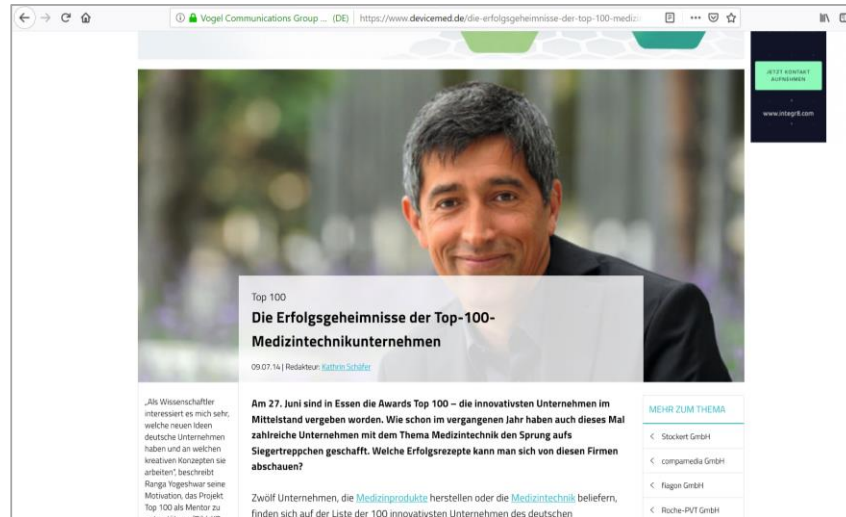 Vogel Communications Group ... (DE) https://www.devicemed.de/die-erfolgsgeheimnisse-der-top-100-mediz
JETZT KONTAKT
AUFNEHMEN
www.integr8.com
Top 100
Die Erfolgsgeheimnisse der Top-100-
Medizintechnikunternehmen
09.07.14 | Redakteur: Kathrin Schäfer
„Als Wissenschaftler
interessiert es mich sehr,
welche neuen Ideen
deutsche Unternehmen
haben und an welchen
kreativen Konzepten sie
arbeiten“, beschreibt
Ranga Yogeshwar seine
Motivation, das Projekt
Top 100 als Mentor zu
Am 27. Juni sind in Essen die Awards Top 100 – die innovativsten Unternehmen im
Mittelstand vergeben worden. Wie schon im vergangenen Jahr haben auch dieses Mal
zahlreiche Unternehmen mit dem Thema Medizintechnik den Sprung aufs
Siegertreppchen geschafft. Welche Erfolgsrezepte kann man sich von diesen Firmen
abschauen?
Zwölf Unternehmen, die Medizinprodukte herstellen oder die Medizintechnik beliefern,
finden sich auf der Liste der 100 innovativsten Unternehmen des deutschen
MEHR ZUM THEMA
Stockert GmbH
compamedia GmbH
fiagon GmbH
Roche-PVT GmbH